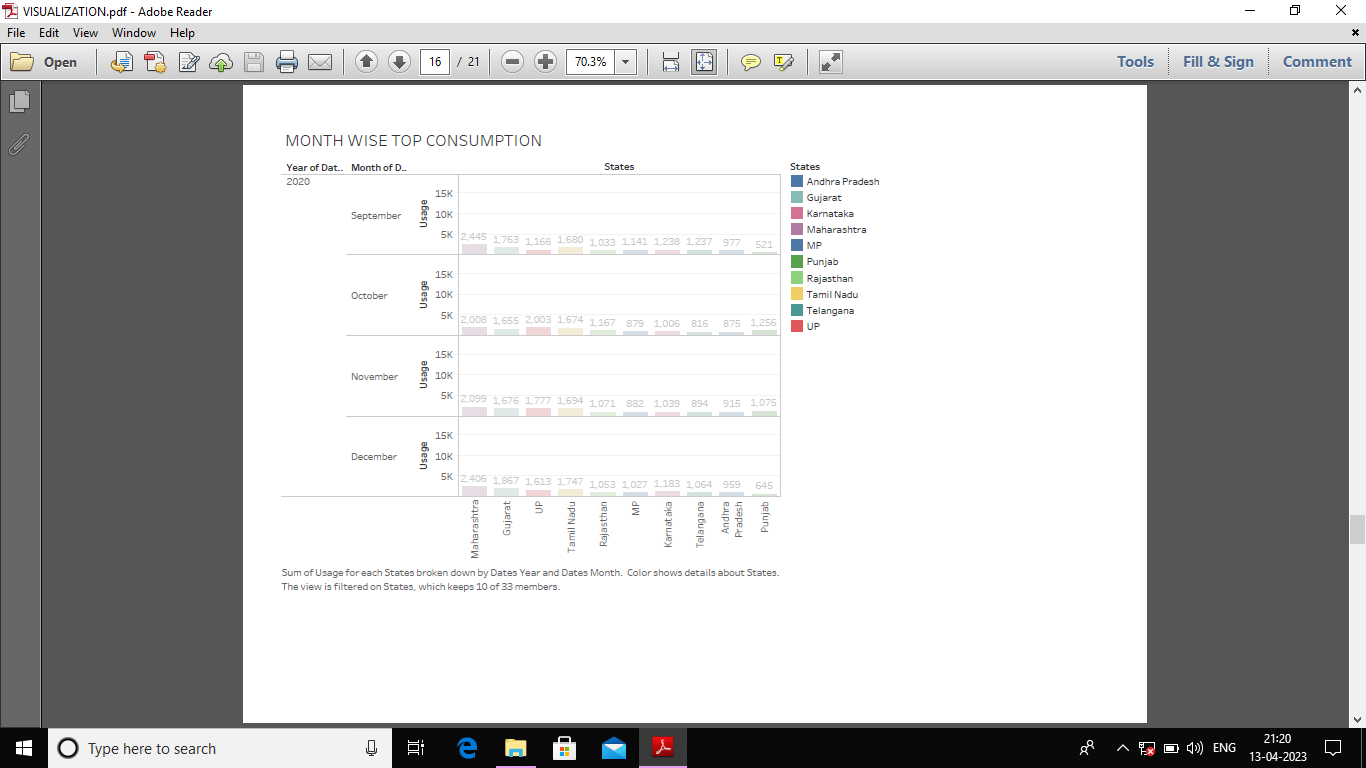 VISUALIZATION.pdf - Adobe Reader
File Edit View Window Help
Open 16 / 21 70.3% Tools Fill & Sign Comment
MONTH WISE TOP CONSUMPTION
Year of Dat.. Month of D.. States
2020
September
Usage
15K
10K
5K
2,445 1,763 1,166 1,680 1,033 1,141 1,238 1,237 977 521
October
Usage
15K
10K
5K
2,008 1,655 2,003 1,674 1,167 879 1,006 816 875 1,256
November
Usage
15K
10K
5K
2,099 1,676 1,777 1,694 1,071 882 1,039 894 915 1,075
December
Usage
15K
10K
5K
2,406 1,867 1,613 1,747 1,053 1,027 1,183 1,064 959 645
Maharashtra
Gujarat
UP
Tamil Nadu
Rajasthan
MP
Karnataka
Telangana
Andhra
Pradesh
Punjab
States
Andhra Pradesh
Gujarat
Karnataka
Maharashtra
MP
Punjab
Rajasthan
Tamil Nadu
Telangana
UP
Sum of Usage for each States broken down by Dates Year and Dates Month. Color shows details about States.
The view is filtered on States, which keeps 10 of 33 members.
Type here to search
ENG
21:20
13-04-2023